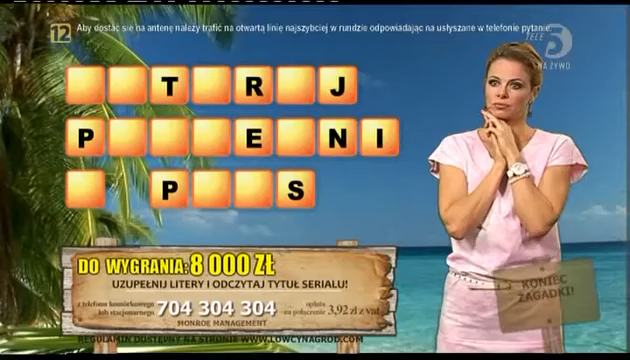 12 Aby dostać się na antenę należy trafić na otwartą linię najszybciej w rundzie odpowiadając na usłyszane w telefonie pytanie.
TELE 5
NA ŻYWO
T R J
P E N I
P S
DO WYGRANIA: 8 000 ZŁ
UZUPEŁNIJ LITERY I ODCZYTAJ TYTUŁ SERIALU!
z telefonu komórkowego lub stacjonarnego 704 304 304 opłata za połączenie 3,92 zł z vat
MONROE MANAGEMENT
REGULAMIN DOSTĘPNY NA STRONIE WWW.LOWCYNAGROD.COM
KONIEC
ZAGADKI!